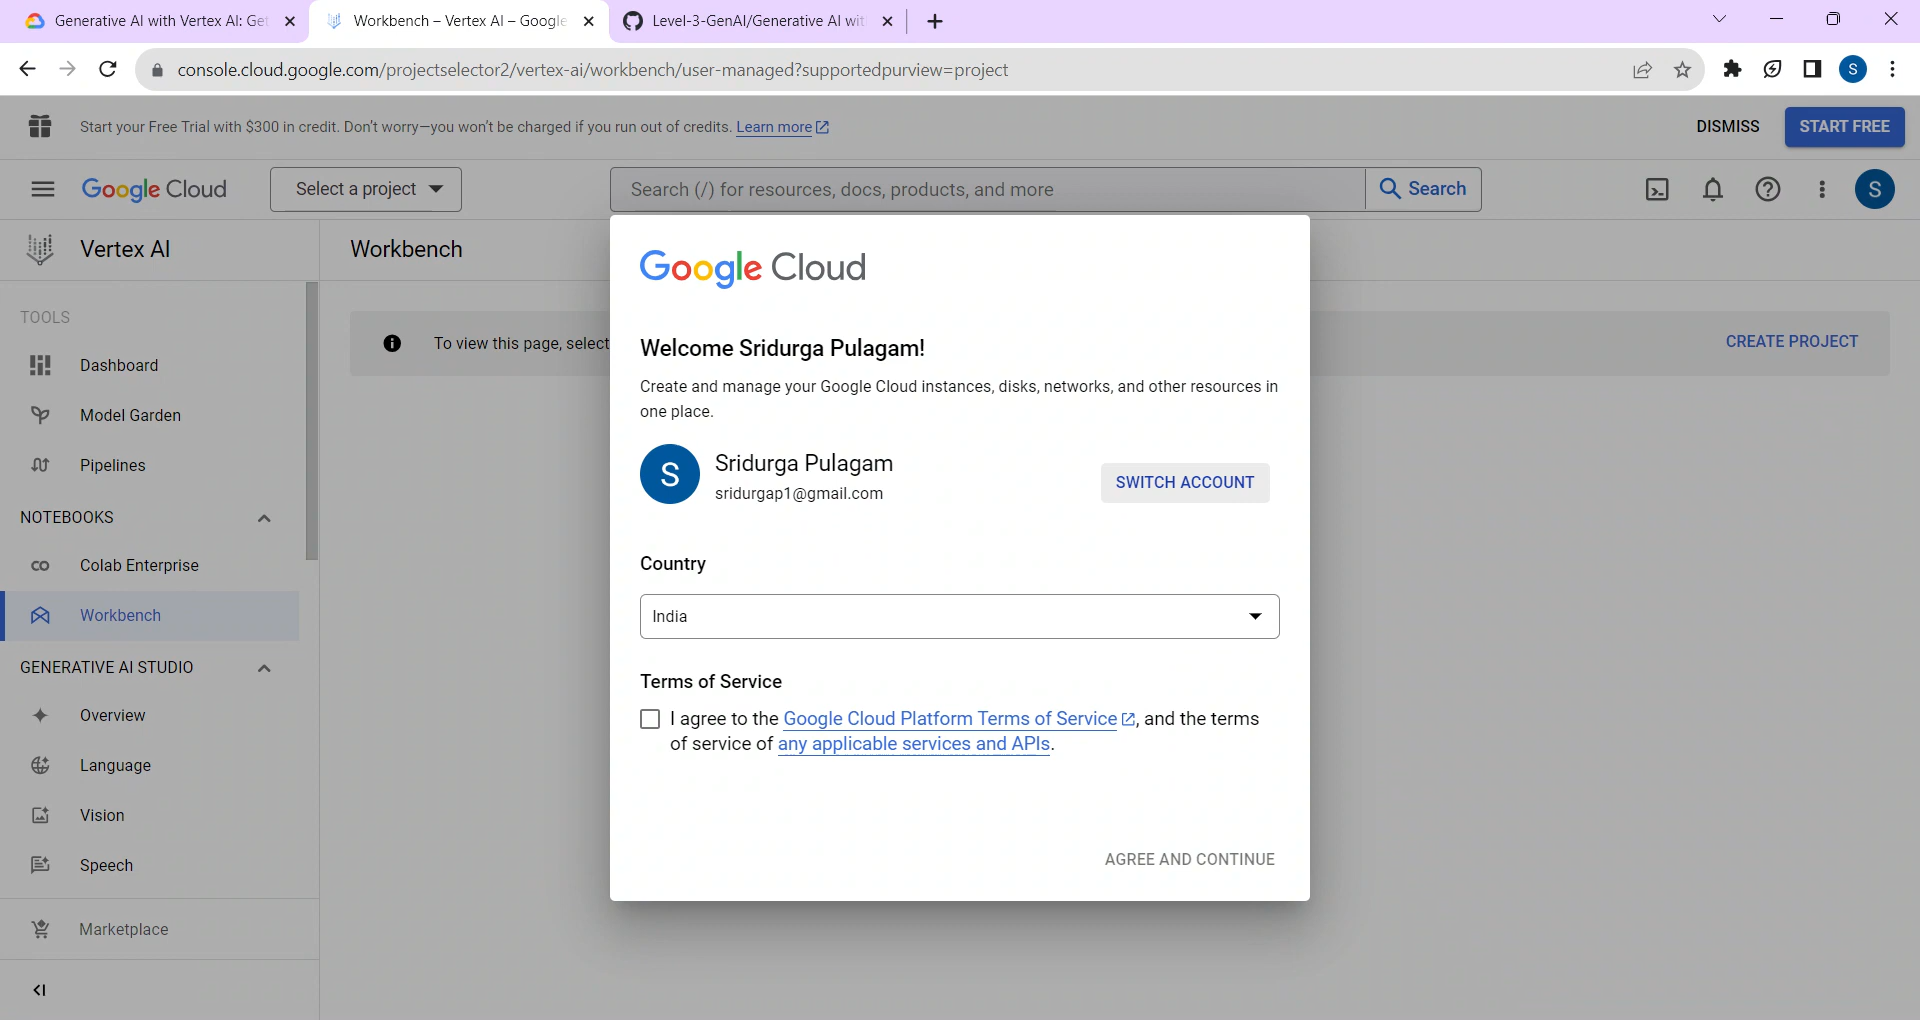 Generative AI with Vertex AI: Get
Workbench – Vertex AI – Google
Level-3-GenAI/Generative AI wit
console.cloud.google.com/projectselector2/vertex-ai/workbench/user-managed?supportedpurview=project
S
Start your Free Trial with $300 in credit. Don't worry—you won't be charged if you run out of credits. Learn more
DISMISS
START FREE
Google Cloud
Select a project
Search (/) for resources, docs, products, and more
Search
S
Vertex AI
Workbench
TOOLS
Dashboard
Model Garden
Pipelines
NOTEBOOKS
Colab Enterprise
Workbench
GENERATIVE AI STUDIO
Overview
Language
Vision
Speech
Marketplace
To view this page, select
CREATE PROJECT
Google Cloud
Welcome Sridurga Pulagam!
Create and manage your Google Cloud instances, disks, networks, and other resources in
one place.
S
Sridurga Pulagam
sridurgap1@gmail.com
SWITCH ACCOUNT
Country
India
Terms of Service
I agree to the Google Cloud Platform Terms of Service, and the terms
of service of any applicable services and APIs.
AGREE AND CONTINUE